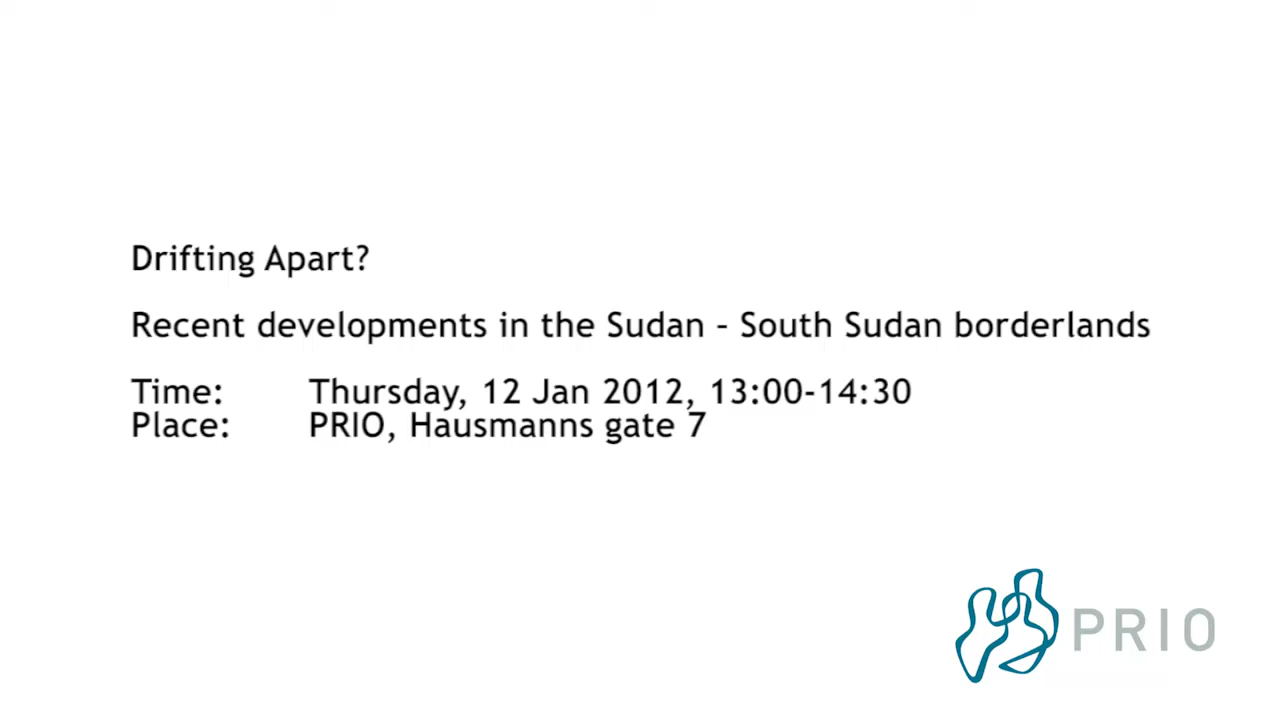 Drifting Apart?
Recent developments in the Sudan – South Sudan borderlands
Time: Thursday, 12 Jan 2012, 13:00-14:30
Place: PRIO, Hausmanns gate 7
PRIO